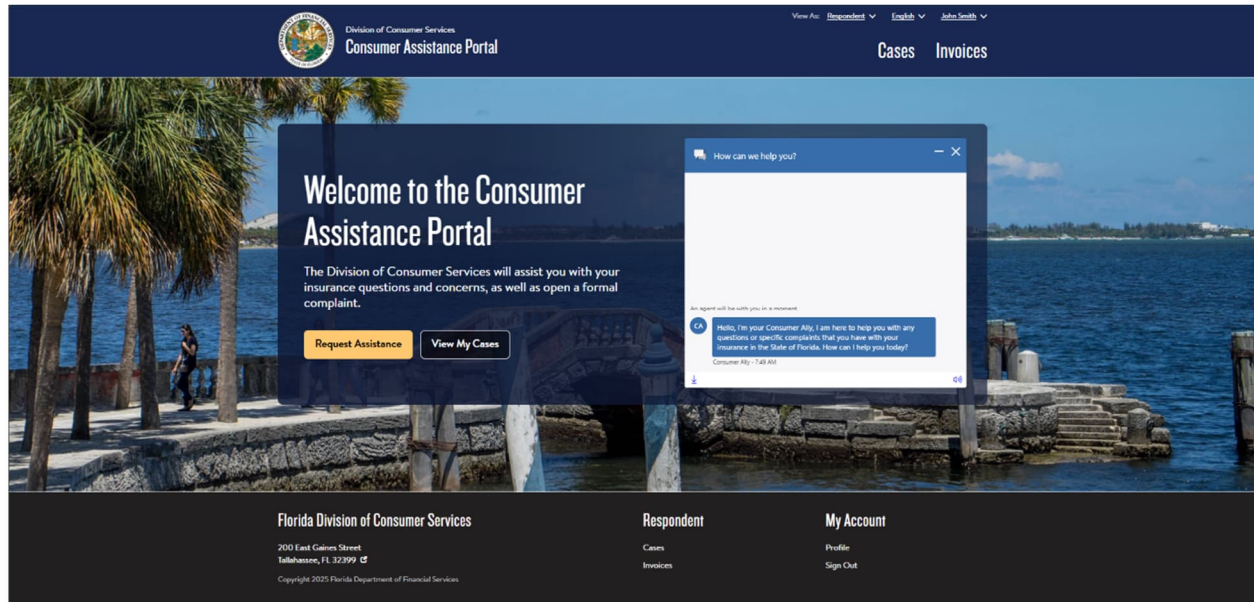 View As: Respondent English John Smith
Division of Consumer Services
Consumer Assistance Portal
Cases Invoices
Welcome to the Consumer
Assistance Portal
The Division of Consumer Services will assist you with your
insurance questions and concerns, as well as open a formal
complaint.
Request Assistance View My Cases
How can we help you?
An agent will be with you in a moment
CA
Hello, I'm your Consumer Ally, I am here to help you with any
questions or specific complaints that you have with your
insurance in the State of Florida. How can I help you today?
Consumer Ally - 7:49 AM
Florida Division of Consumer Services
200 East Gaines Street
Tallahassee, FL 32399
Copyright 2025 Florida Department of Financial Services
Respondent
Cases
Invoices
My Account
Profile
Sign Out